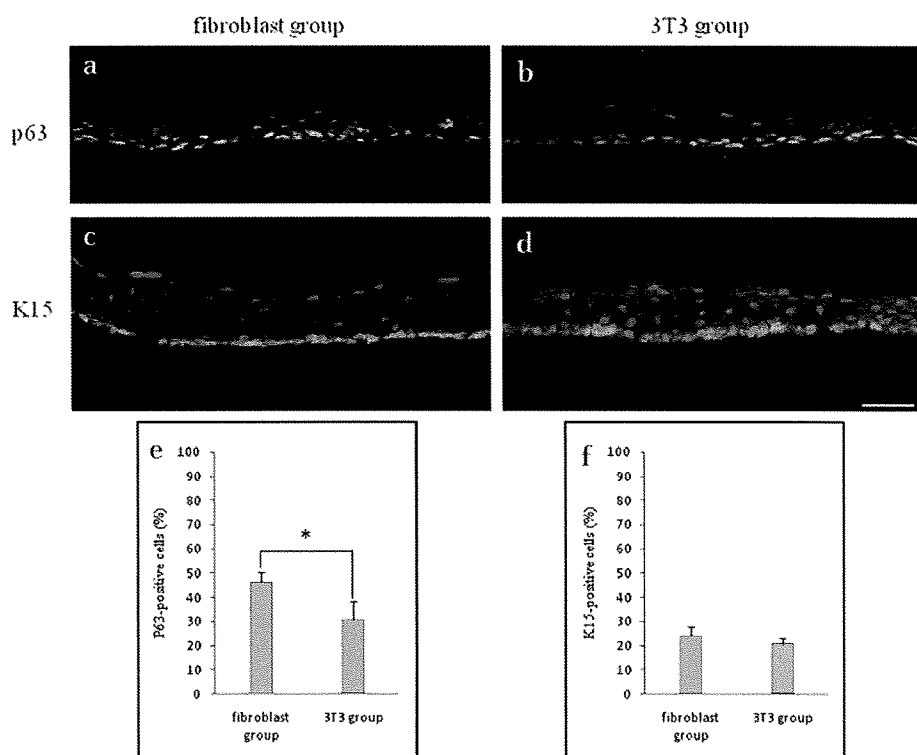 fibroblast group 3T3 group
a b
p63
c d
K15
e
P63-positive cells (%)
100
90
80
70
60
50
40
30
20
10
0
*
fibroblast group
3T3 group
f
K15-positive cells (%)
100
90
80
70
60
50
40
30
20
10
0
fibroblast group
3T3 group